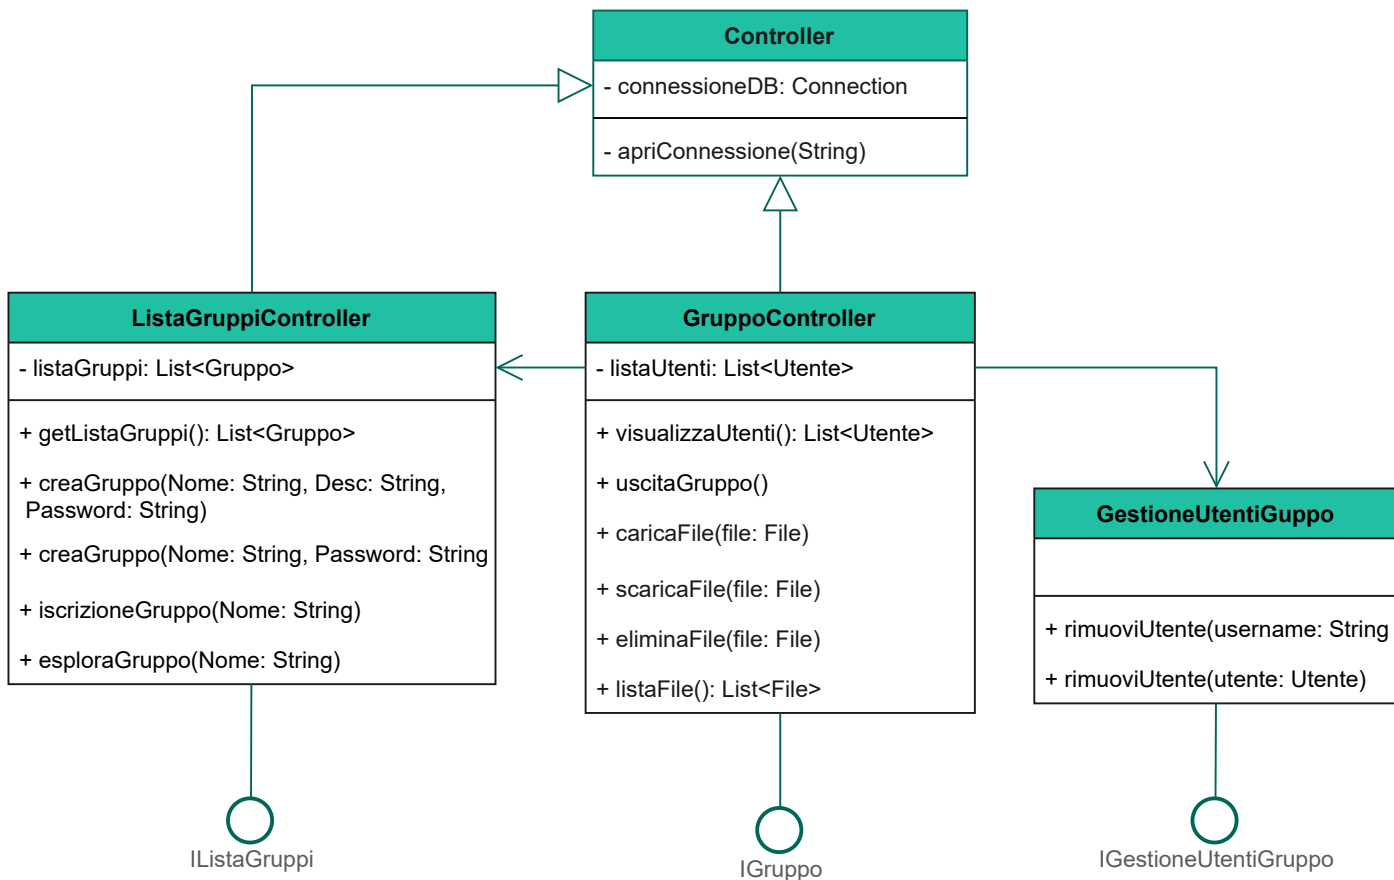 Controller
- connessioneDB: Connection
- apriConnessione(String)
ListaGruppiController
- listaGruppi: List<Gruppo>
+ getListaGruppi(): List<Gruppo>
+ creaGruppo(Nome: String, Desc: String,
Password: String)
+ creaGruppo(Nome: String, Password: String
+ iscrizioneGruppo(Nome: String)
+ esploraGruppo(Nome: String)
IListaGruppi
GruppoController
- listaUtenti: List<Utente>
+ visualizzaUtenti(): List<Utente>
+ uscitaGruppo()
+ caricaFile(file: File)
+ scaricaFile(file: File)
+ eliminaFile(file: File)
+ listaFile(): List<File>
IGruppo
GestioneUtentiGuppo
+ rimuoviUtente(username: String
+ rimuoviUtente(utente: Utente)
IGestioneUtentiGruppo